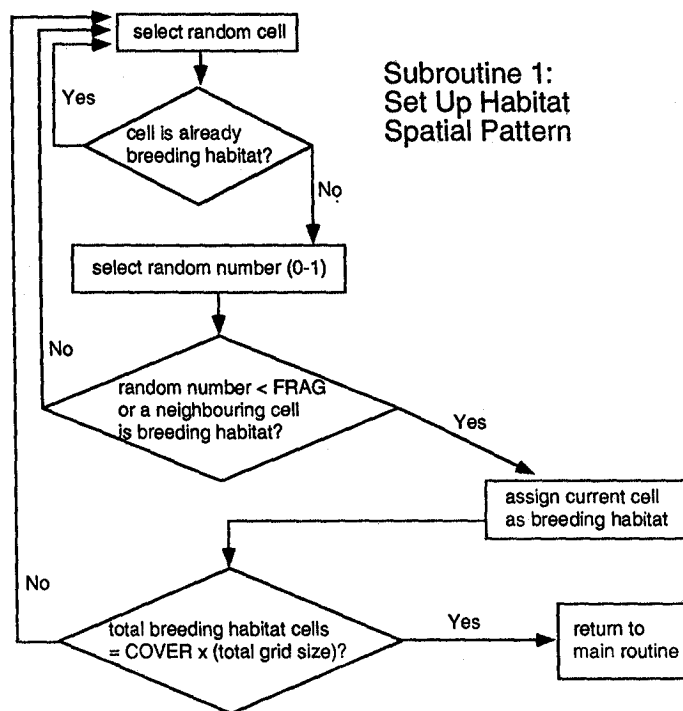 select random cell
Subroutine 1:
Set Up Habitat
Spatial Pattern
Yes
cell is already
breeding habitat?
No
select random number (0-1)
No
random number < FRAG
or a neighbouring cell
is breeding habitat?
Yes
assign current cell
as breeding habitat
No
total breeding habitat cells
= COVER x (total grid size)?
Yes
return to
main routine